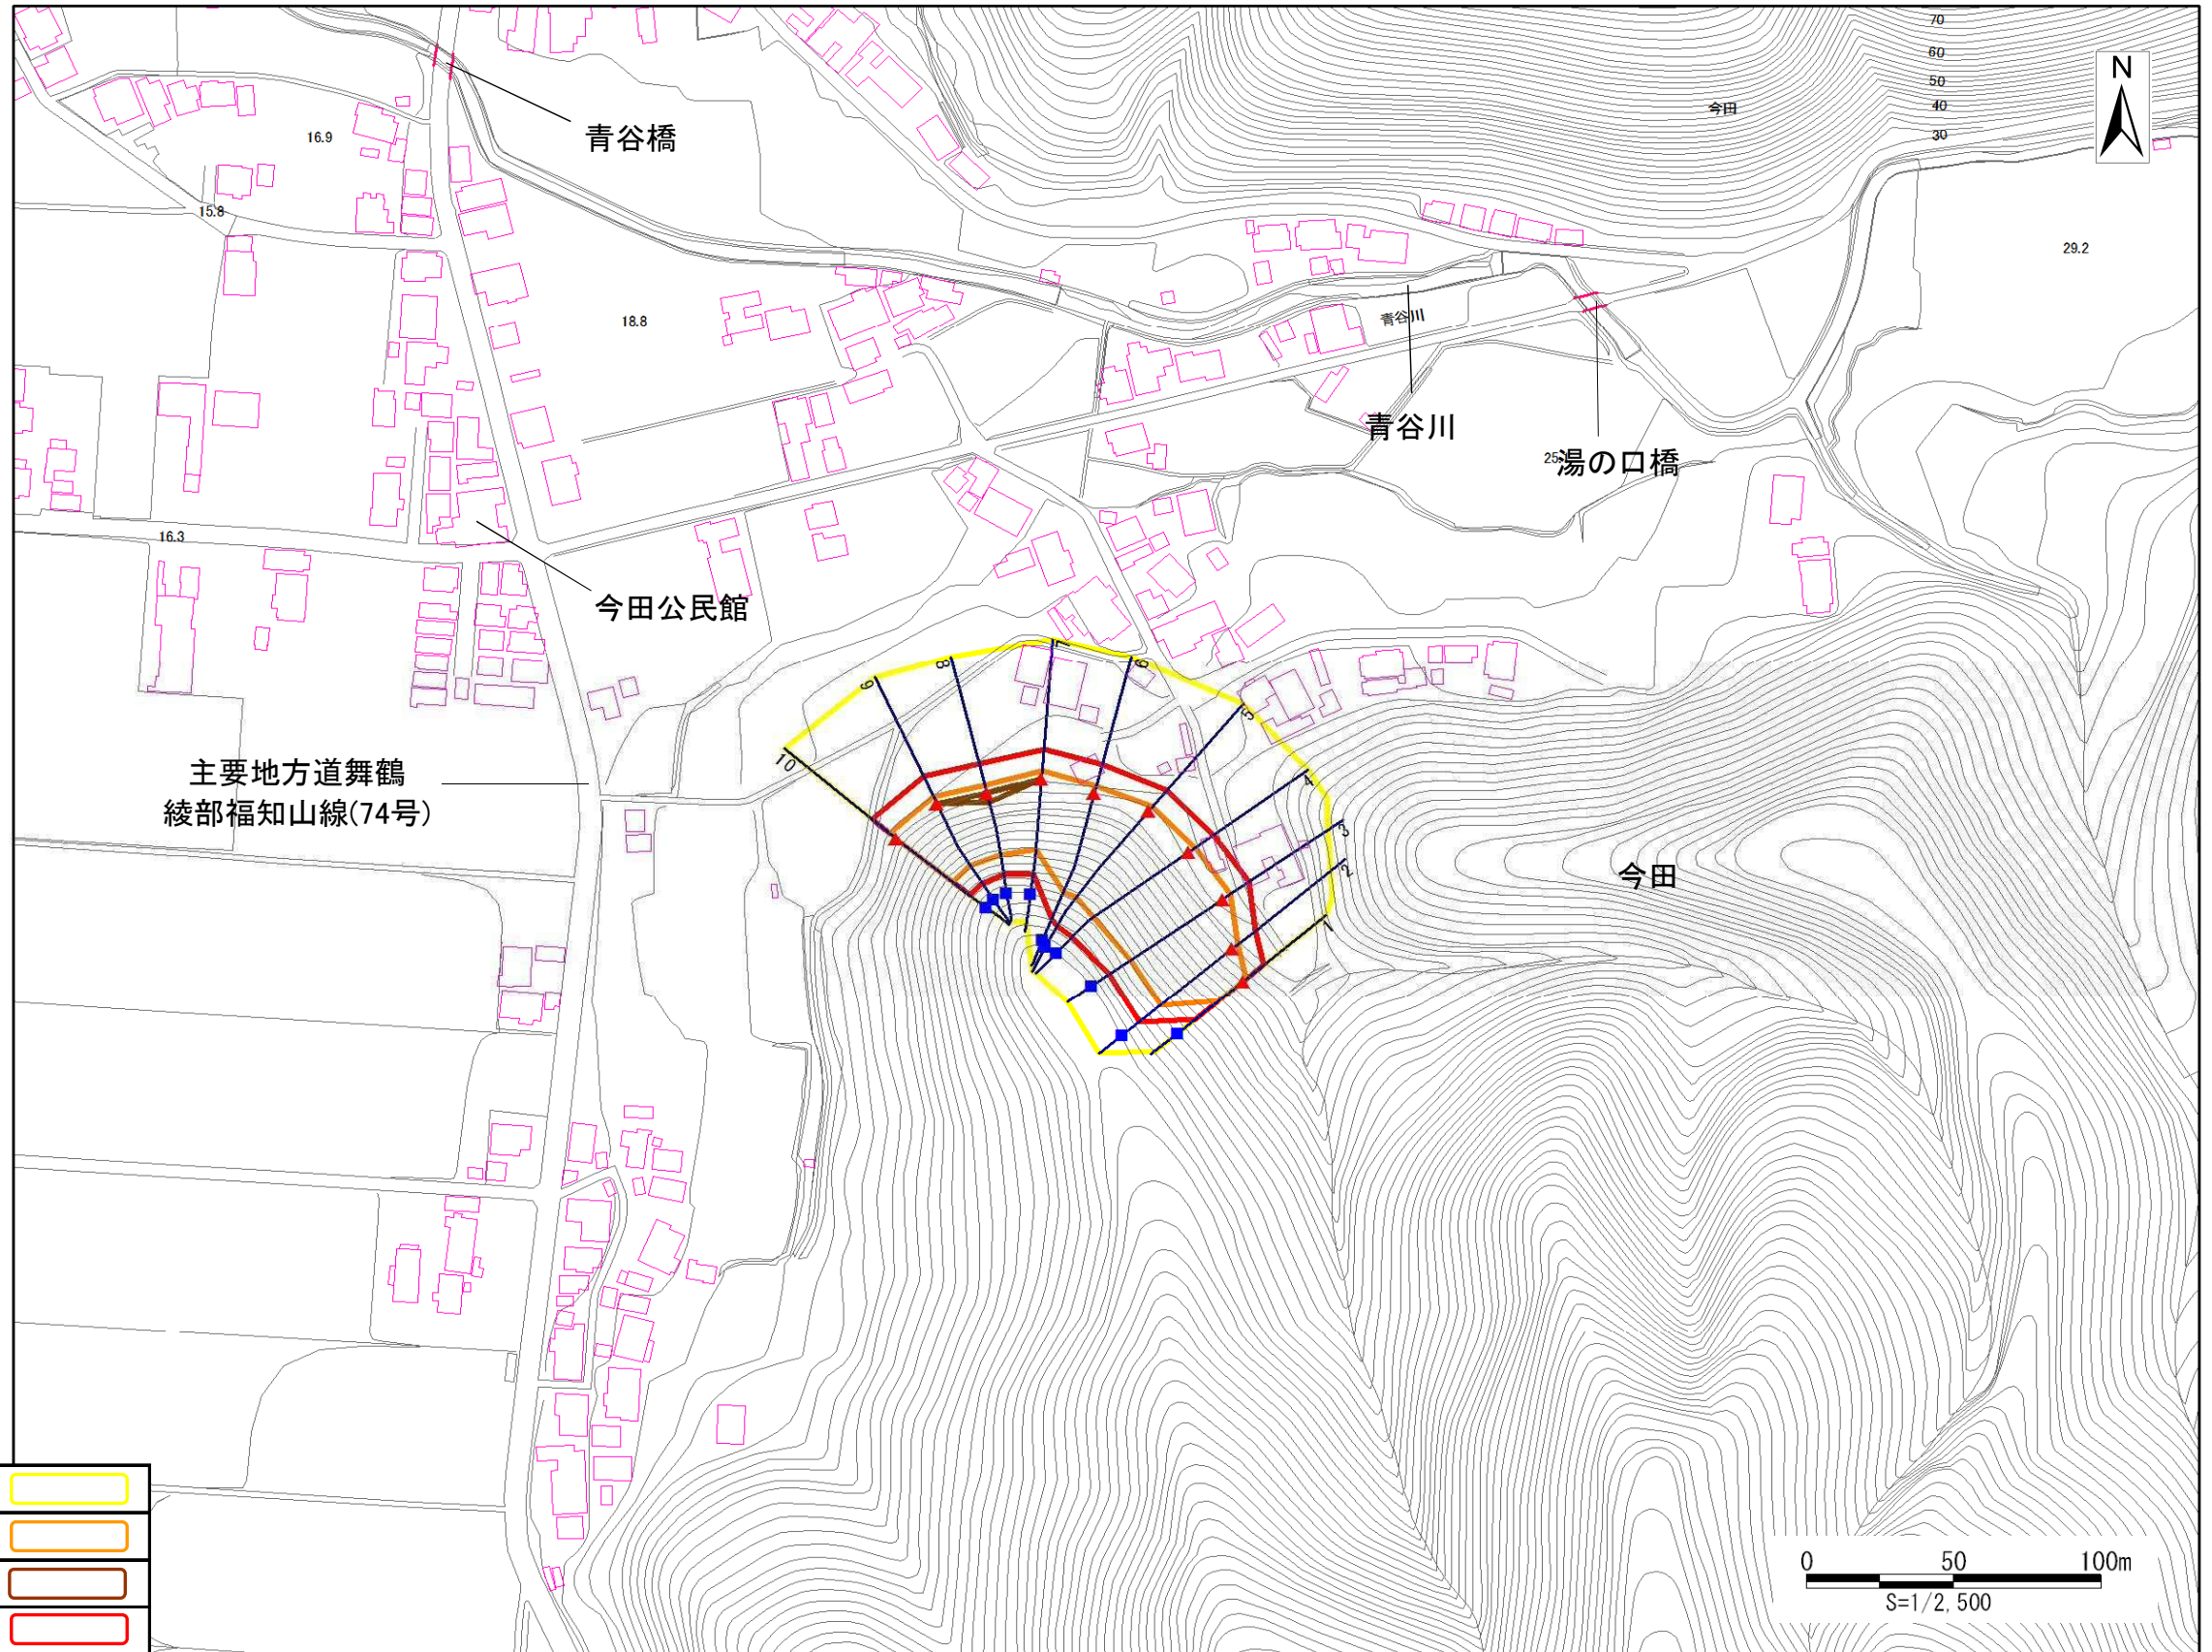 70
60
50
40
30
今田
N
青谷橋
16.9
15.8
29.2
18.8
青谷川
青谷川
25
湯の口橋
16.3
今田公民館
10
9
8
7
6
5
4
3
2
1
主要地方道舞鶴
綾部福知山線(74号)
今田
0 50 100m
S=1/2,500